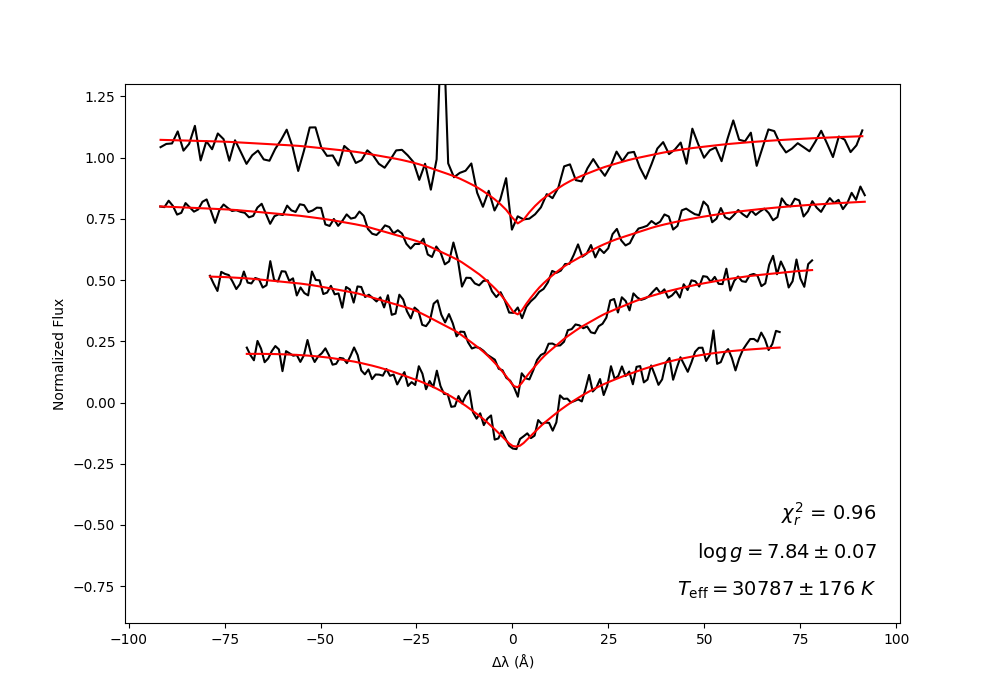 1.25
1.00
0.75
0.50
0.25
0.00
−0.25
−0.50
−0.75
Normalized Flux
χ²ᵣ = 0.96
log g = 7.84 ± 0.07
T_eff = 30787 ± 176 K
−100 −75 −50 −25 0 25 50 75 100
Δλ (Å)